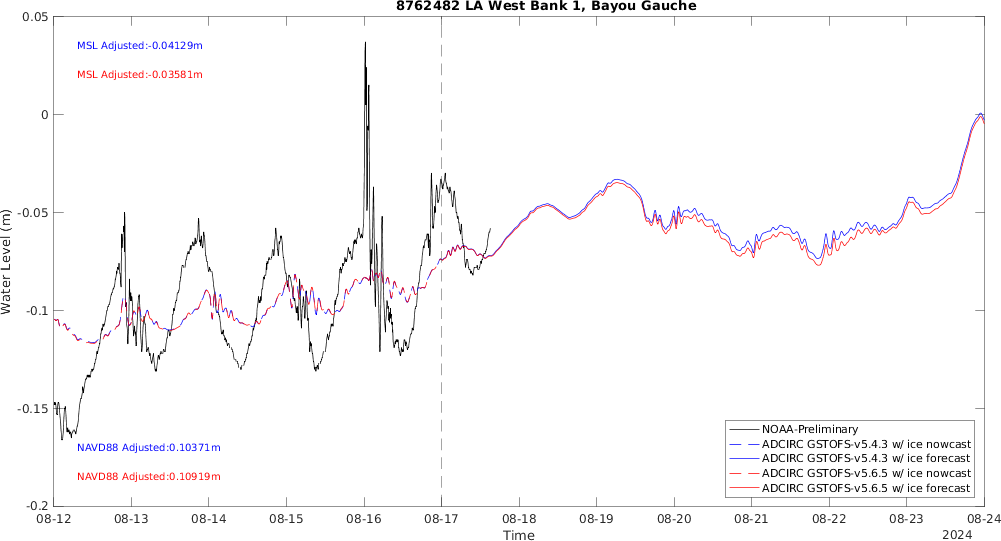 8762482 LA West Bank 1, Bayou Gauche
0.05
MSL Adjusted:-0.04129m
MSL Adjusted:-0.03581m
0
-0.05
Water Level (m)
-0.1
-0.15
NAVD88 Adjusted:0.10371m
NAVD88 Adjusted:0.10919m
-0.2
NOAA-Preliminary
ADCIRC GSTOFS-v5.4.3 w/ ice nowcast
ADCIRC GSTOFS-v5.4.3 w/ ice forecast
ADCIRC GSTOFS-v5.6.5 w/ ice nowcast
ADCIRC GSTOFS-v5.6.5 w/ ice forecast
08-12 08-13 08-14 08-15 08-16 08-17 08-18 08-19 08-20 08-21 08-22 08-23 08-24
Time
2024